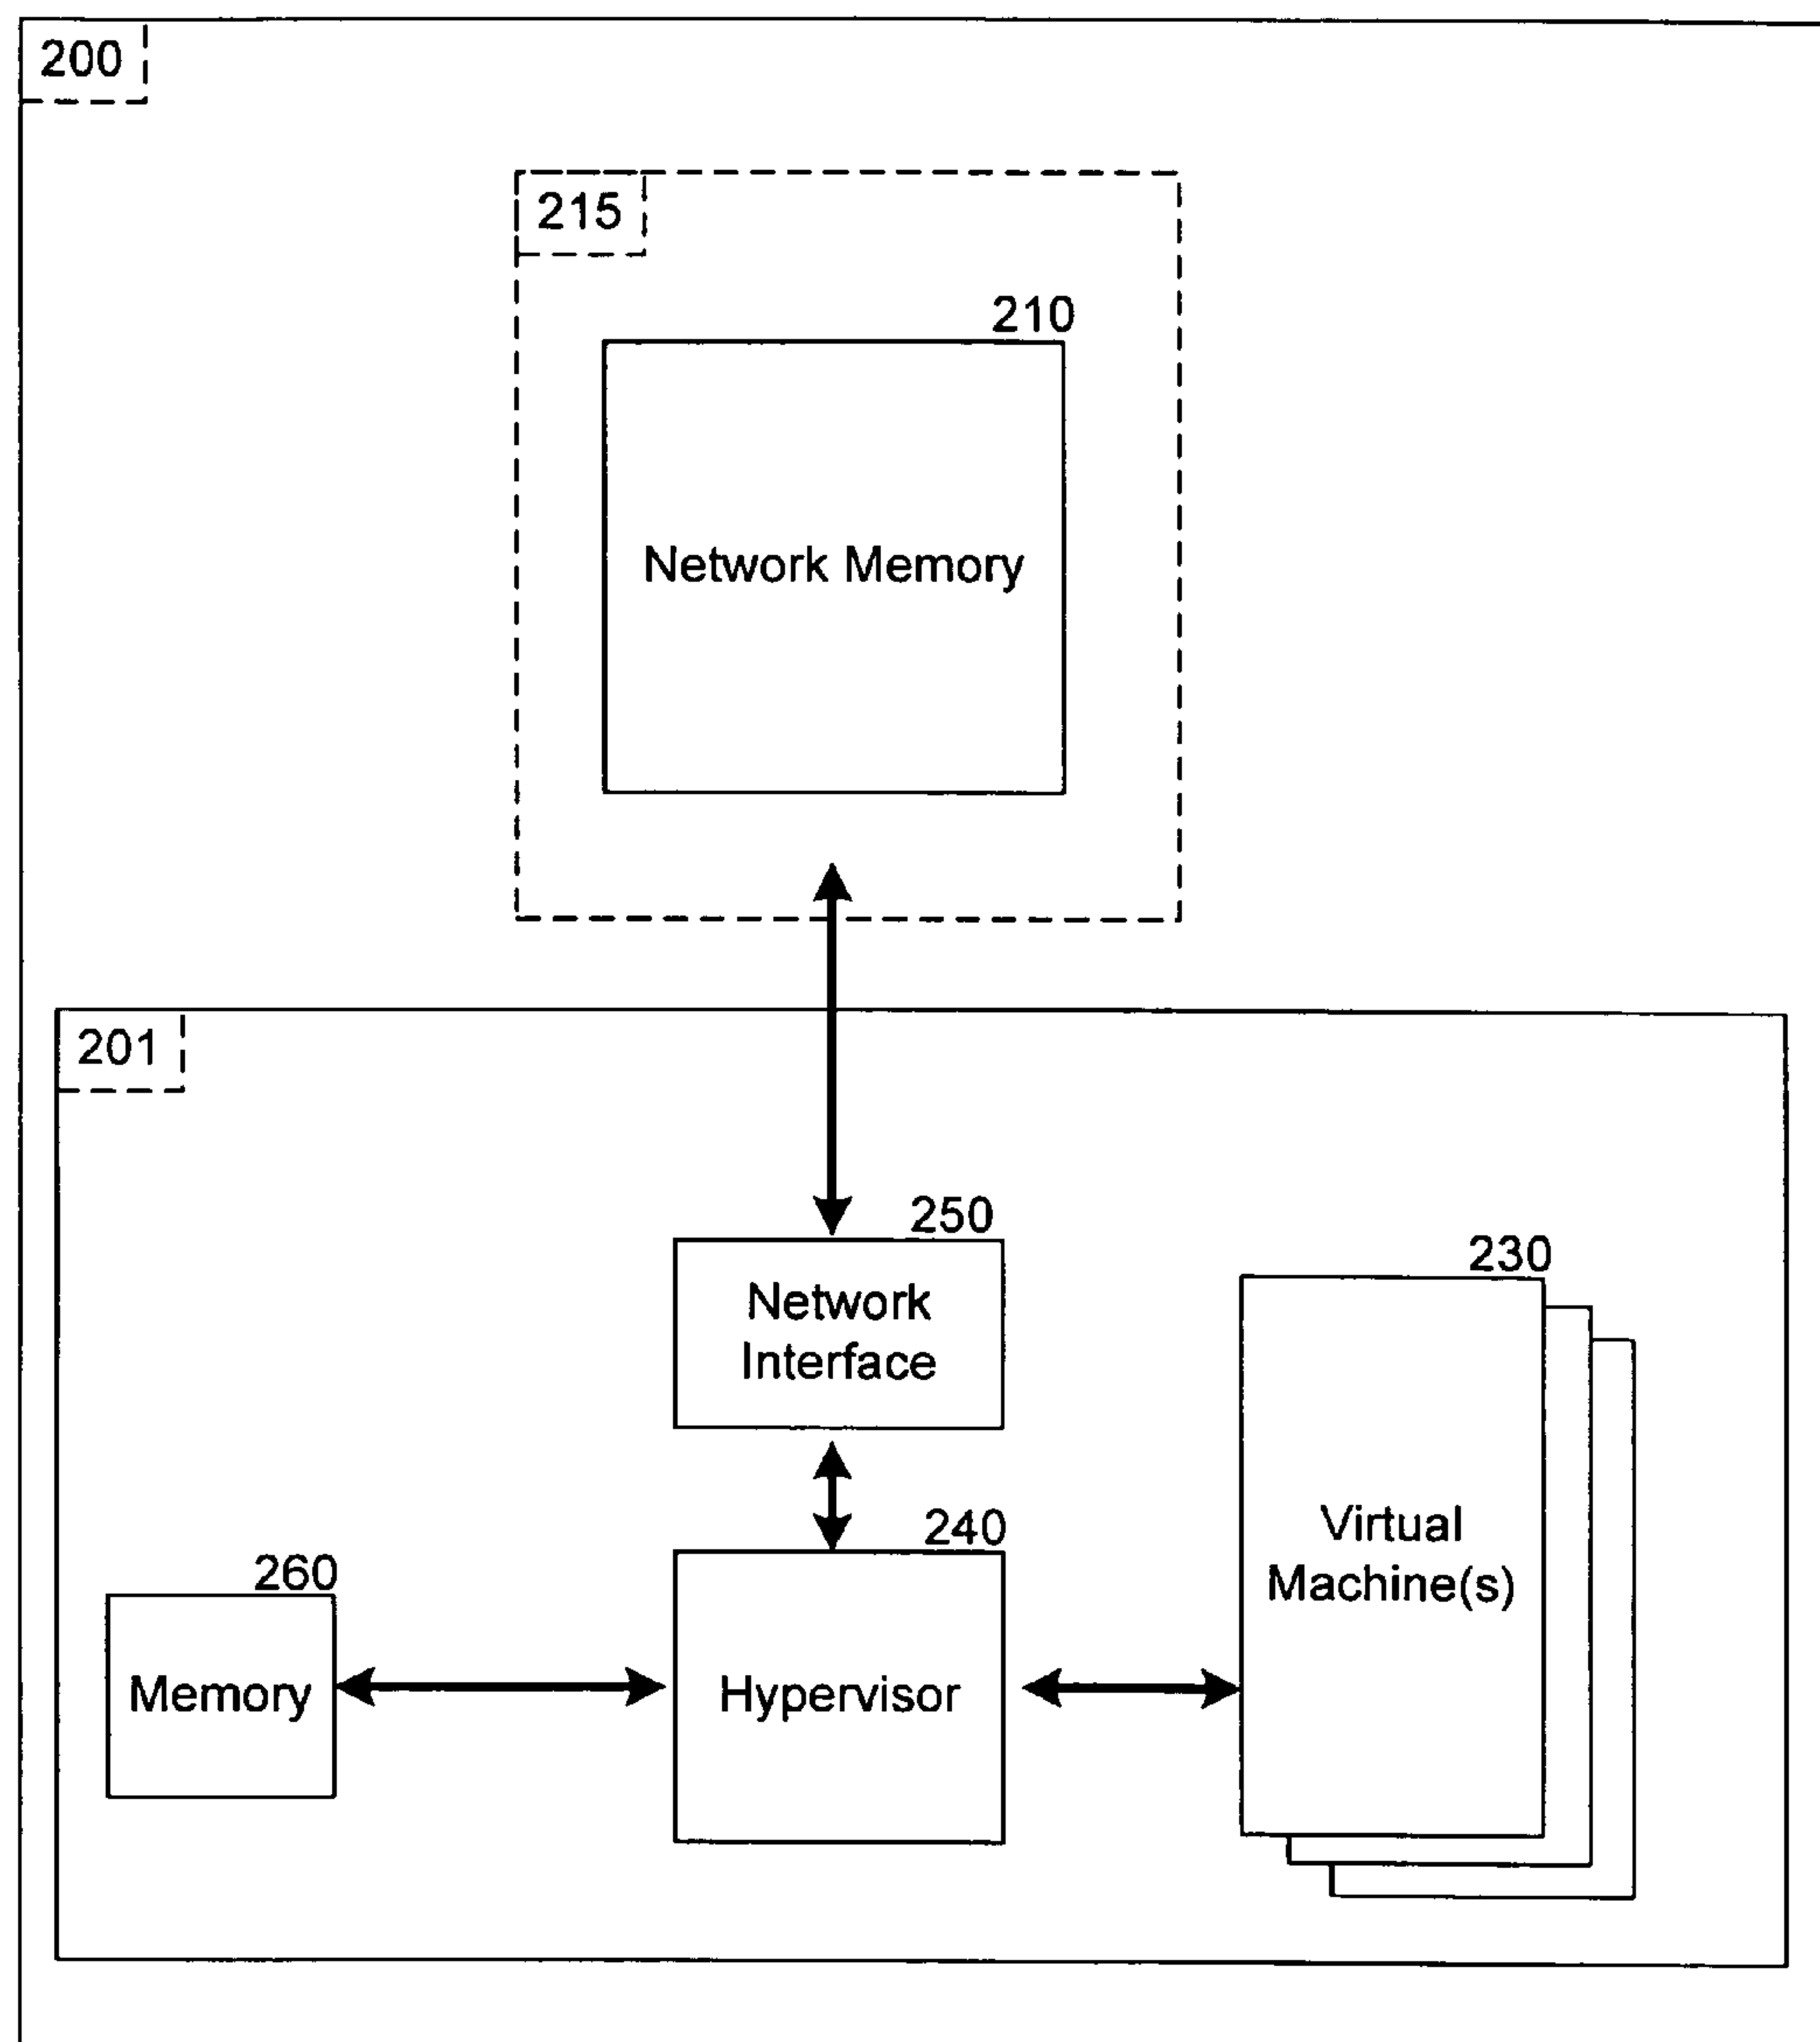 200
215
210
Network Memory
201
250
Network
Interface
230
240
Virtual
Machine(s)
260
Memory
Hypervisor